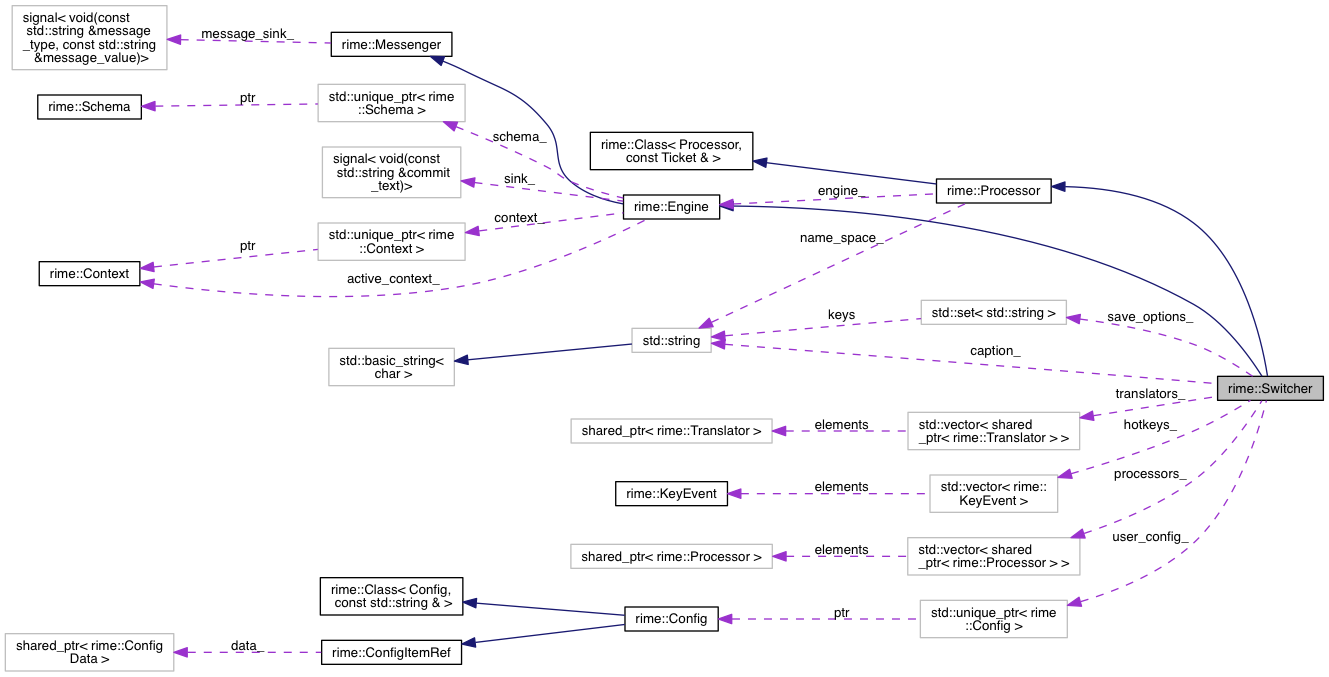 signal< void(const
std::string &message
_type, const std::string
&message_value)>
message_sink_
rime::Messenger
rime::Schema
ptr
std::unique_ptr< rime
::Schema >
schema_
signal< void(const
std::string &commit
_text)>
sink_
rime::Class< Processor,
const Ticket & >
rime::Engine
engine_
rime::Processor
context_
std::unique_ptr< rime
::Context >
ptr
rime::Context
active_context_
name_space_
std::string
keys
std::set< std::string >
save_options_
std::basic_string<
char >
caption_
rime::Switcher
translators_
shared_ptr< rime::Translator >
elements
std::vector< shared
_ptr< rime::Translator > >
hotkeys_
rime::KeyEvent
elements
std::vector< rime::
KeyEvent >
processors_
shared_ptr< rime::Processor >
elements
std::vector< shared
_ptr< rime::Processor > >
user_config_
rime::Class< Config,
const std::string & >
rime::Config
ptr
std::unique_ptr< rime
::Config >
shared_ptr< rime::Config
Data >
data_
rime::ConfigItemRef